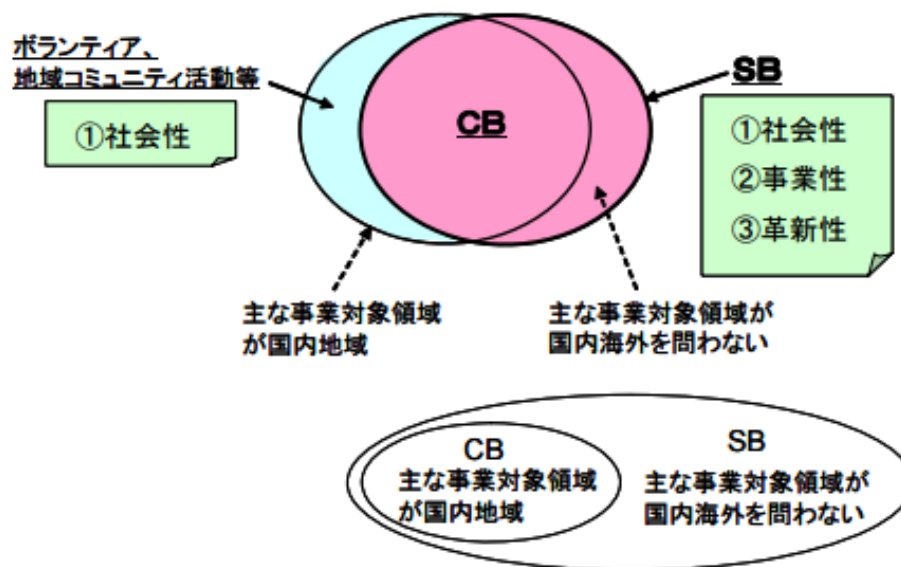 ボランティア、
地域コミュニティ活動等
①社会性
CB
SB
①社会性
②事業性
③革新性
主な事業対象領域
が国内地域
主な事業対象領域が
国内海外を問わない
CB
主な事業対象領域
が国内地域
SB
主な事業対象領域が
国内海外を問わない